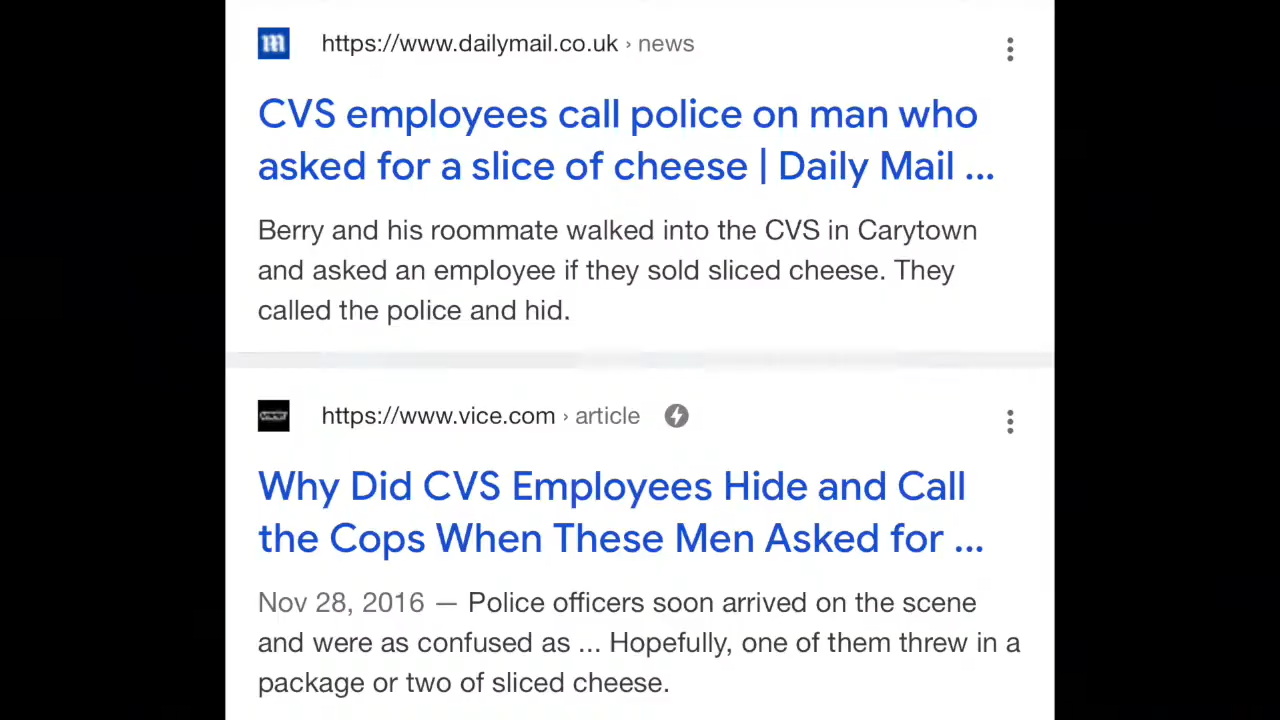 https://www.dailymail.co.uk › news
CVS employees call police on man who
asked for a slice of cheese | Daily Mail ...
Berry and his roommate walked into the CVS in Carytown
and asked an employee if they sold sliced cheese. They
called the police and hid.
https://www.vice.com › article
Why Did CVS Employees Hide and Call
the Cops When These Men Asked for ...
Nov 28, 2016 — Police officers soon arrived on the scene
and were as confused as ... Hopefully, one of them threw in a
package or two of sliced cheese.